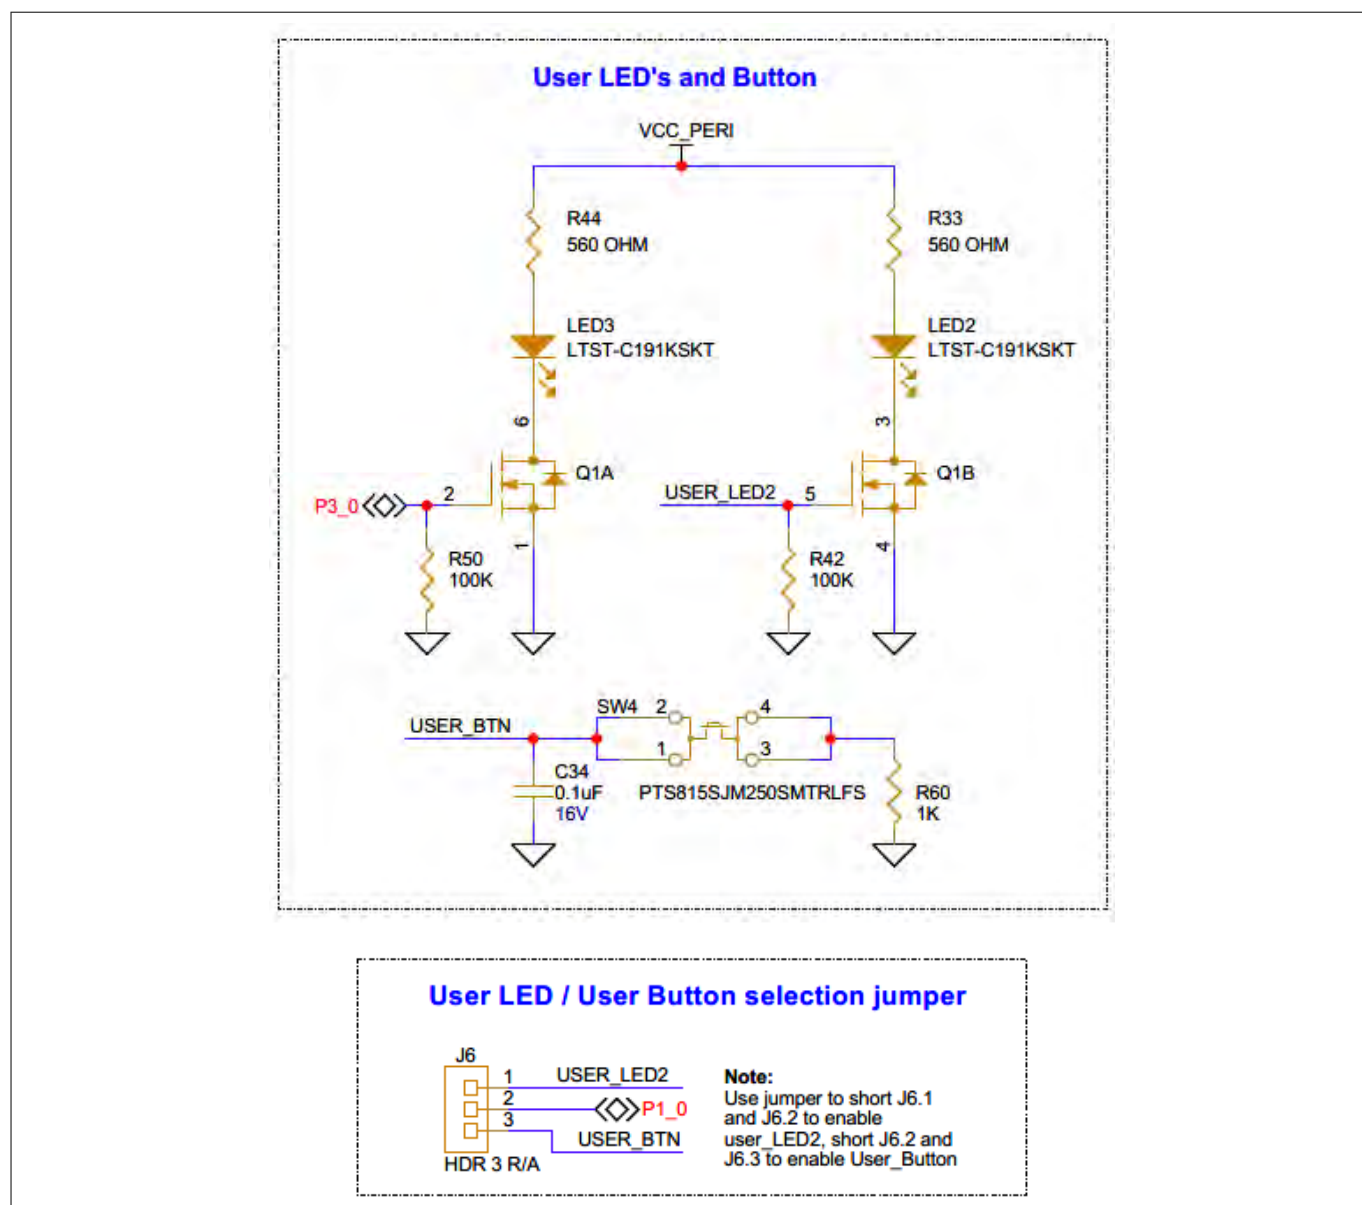 User LED's and Button
VCC_PERI
R44
560 OHM
R33
560 OHM
LED3
LTST-C191KSKT
LED2
LTST-C191KSKT
6
3
Q1A
Q1B
P3_0
2
USER_LED2
5
1
4
R50
100K
R42
100K
SW4
2
4
USER_BTN
1
3
C34
0.1uF
16V
PTS815SJM250SMTRLFS
R60
1K
User LED / User Button selection jumper
J6
1
USER_LED2
2
P1_0
3
USER_BTN
HDR 3 R/A
Note:
Use jumper to short J6.1
and J6.2 to enable
user_LED2, short J6.2 and
J6.3 to enable User_Button